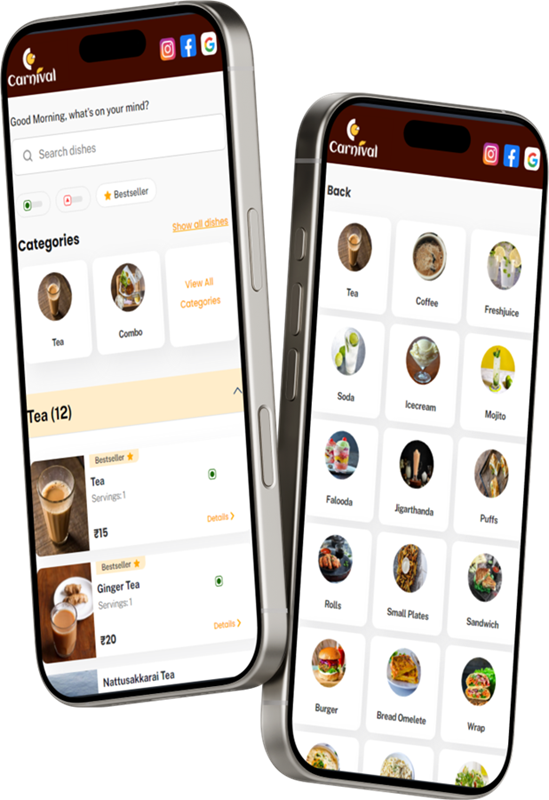 Carnival
Good Morning, what's on your mind?
Search dishes
Bestseller
Show all dishes
Categories
Tea
Combo
View All
Categories
Tea (12)
Bestseller
Tea
Servings: 1
₹15
Details
Bestseller
Ginger Tea
Servings: 1
₹20
Details
Nattusakkarai Tea
Carnival
Back
Tea
Coffee
Freshjuice
Soda
Icecream
Mojito
Falooda
Jigarthanda
Puffs
Rolls
Small Plates
Sandwich
Burger
Bread Omelete
Wrap